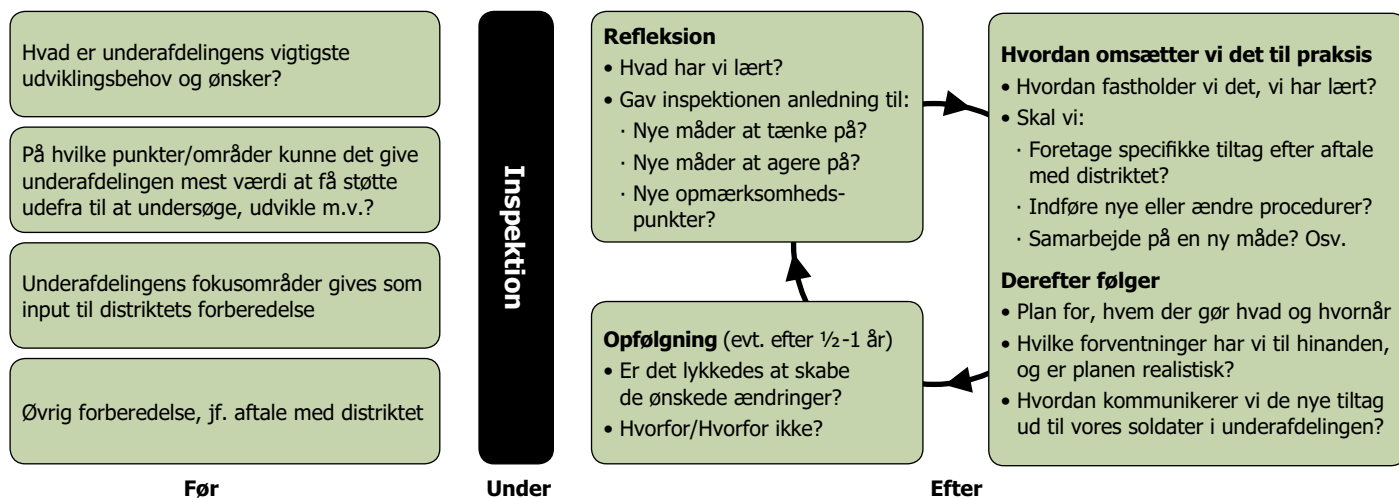 Hvad er underafdelingens vigtigste
udviklingsbehov og ønsker?
På hvilke punkter/områder kunne det give
underafdelingen mest værdi at få støtte
udefra til at undersøge, udvikle m.v.?
Underafdelingens fokusområder gives som
input til distriktets forberedelse
Øvrig forberedelse, jf. aftale med distriktet
Før
Inspektion
Under
Refleksion
• Hvad har vi lært?
• Gav inspektionen anledning til:
· Nye måder at tænke på?
· Nye måder at agere på?
· Nye opmærksomheds-
punkter?
Hvordan omsætter vi det til praksis
• Hvordan fastholder vi det, vi har lært?
• Skal vi:
· Foretage specifikke tiltag efter aftale
med distriktet?
· Indføre nye eller ændre procedurer?
· Samarbejde på en ny måde? Osv.
Derefter følger
• Plan for, hvem der gør hvad og hvornår
• Hvilke forventninger har vi til hinanden,
og er planen realistisk?
• Hvordan kommunikerer vi de nye tiltag
ud til vores soldater i underafdelingen?
Opfølgning (evt. efter ½-1 år)
• Er det lykkedes at skabe
de ønskede ændringer?
• Hvorfor/Hvorfor ikke?
Efter